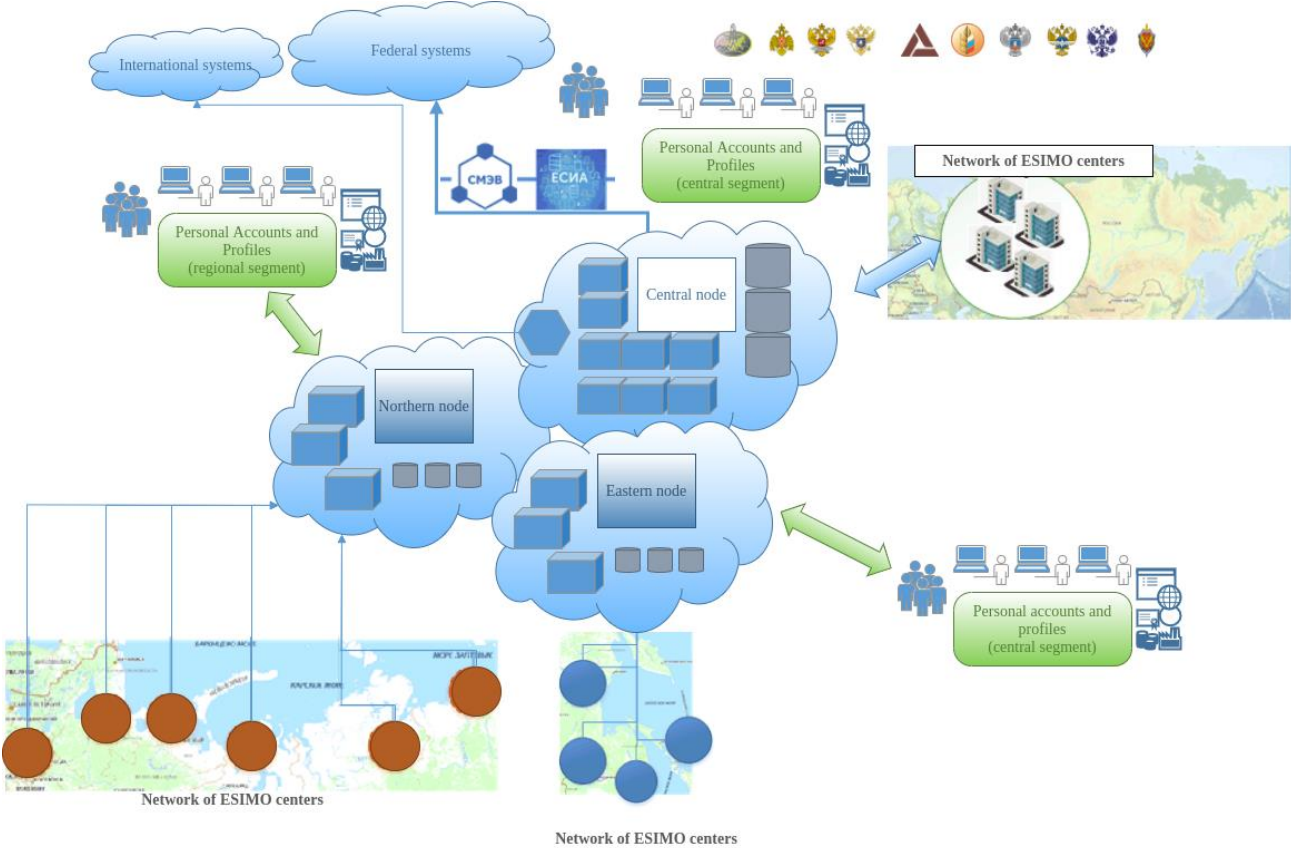 International systems
Federal systems
СМЭВ
ЕСИА
Personal Accounts and
Profiles
(central segment)
Network of ESIMO centers
Personal Accounts and
Profiles
(regional segment)
Central node
Northern node
Eastern node
Personal accounts and
profiles
(central segment)
Network of ESIMO centers
Network of ESIMO centers